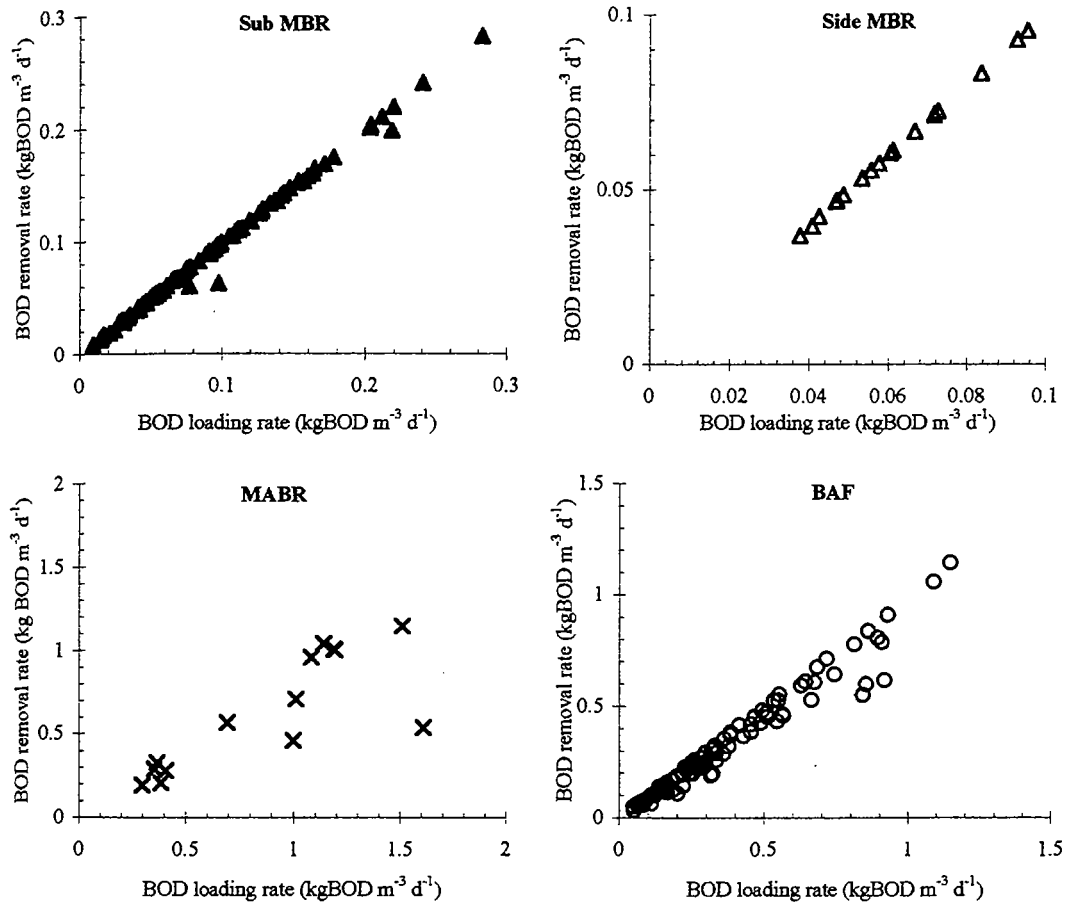 Sub MBR
BOD removal rate (kgBOD m⁻³ d⁻¹)
0.3
0.2
0.1
0
0 0.1 0.2 0.3
BOD loading rate (kgBOD m⁻³ d⁻¹)
Side MBR
BOD removal rate (kgBOD m⁻³ d⁻¹)
0.1
0.05
0
0 0.02 0.04 0.06 0.08 0.1
BOD loading rate (kgBOD m⁻³ d⁻¹)
MABR
BOD removal rate (kg BOD m⁻³ d⁻¹)
2
1.5
1
0.5
0
0 0.5 1 1.5 2
BOD loading rate (kgBOD m⁻³ d⁻¹)
BAF
BOD removal rate (kgBOD m⁻³ d⁻¹)
1.5
1
0.5
0
0 0.5 1 1.5
BOD loading rate (kgBOD m⁻³ d⁻¹)